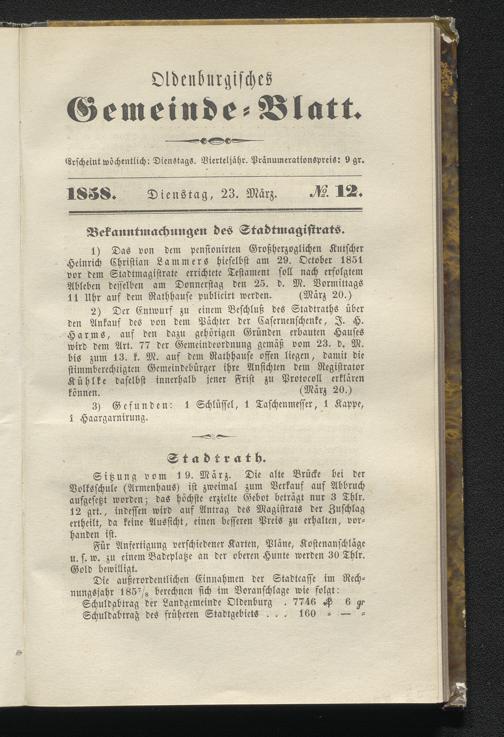 Oldenburgisches
Gemeinde-Blatt.
Erscheint wöchentlich: Dienstags. Vierteljähr. Pränumerationspreis: 9 gr.
1858. Dienstag, 23. März. №. 12.
Bekanntmachungen des Stadtmagistrats.
1) Das von dem pensionirten Großherzoglichen Kutscher
Heinrich Christian Lammers hieselbst am 29. October 1851
vor dem Stadtmagistrate errichtete Testament soll nach erfolgtem
Ableben desselben am Donnerstag den 25. d. M. Vormittags
11 Uhr auf dem Rathhause publicirt werden. (März 20.)
2) Der Entwurf zu einem Beschluß des Stadtraths über
den Ankauf des von dem Pächter der Casernenschenke, J. H.
Harms, auf den dazu gehörigen Gründen erbauten Hauses
wird dem Art. 77 der Gemeindeordnung gemäß vom 23. d. M.
bis zum 13. k. M. auf dem Rathhause offen liegen, damit die
stimmberechtigten Gemeindebürger ihre Ansichten dem Registrator
Kühlke daselbst innerhalb jener Frist zu Protocoll erklären
können. (März 20.)
3) Gefunden: 1 Schlüssel, 1 Taschenmesser, 1 Kappe,
1 Haargarnirung.
Stadtrath.
Sitzung vom 19. März. Die alte Brücke bei der
Volksschule (Armenhaus) ist zweimal zum Verkauf auf Abbruch
aufgesetzt worden; das höchste erzielte Gebot beträgt nur 3 Thlr.
12 grt., indessen wird auf Antrag des Magistrats der Zuschlag
ertheilt, da keine Aussicht, einen besseren Preis zu erhalten, vor-
handen ist.
Für Anfertigung verschiedener Karten, Pläne, Kostenanschläge
u. s. w. zu einem Badeplatze an der oberen Hunte werden 30 Thlr.
Gold bewilligt.
Die außerordentlichen Einnahmen der Stadtcasse im Rech-
nungsjahr 185⁷/₈ berechnen sich im Voranschlage wie folgt:
Schuldabtrag der Landgemeinde Oldenburg . 7746 ₰ 6 gr
Schuldabtrag des früheren Stadtgebiets . . . 160 „ — „